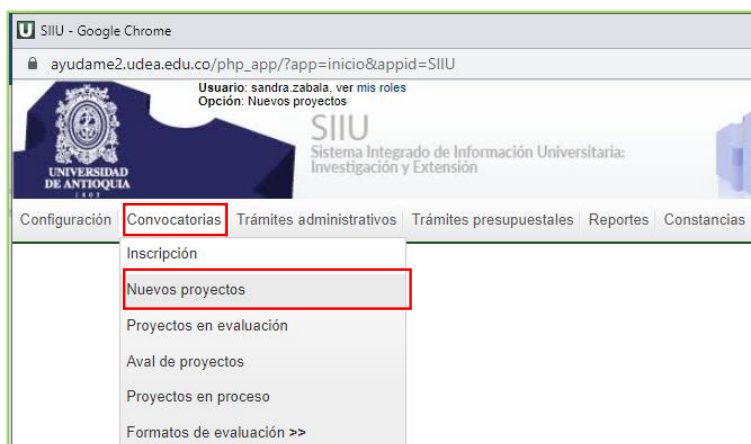 SIIU - Google Chrome
ayudame2.udea.edu.co/php_app/?app=inicio&appid=SIIU
Usuario: sandra.zabala, ver mis roles
Opción: Nuevos proyectos
SIIU
Sistema Integrado de Información Universitaria:
Investigación y Extensión
UNIVERSIDAD
DE ANTIOQUIA
1803
Configuración Convocatorias Trámites administrativos Trámites presupuestales Reportes Constancias
Inscripción
Nuevos proyectos
Proyectos en evaluación
Aval de proyectos
Proyectos en proceso
Formatos de evaluación >>